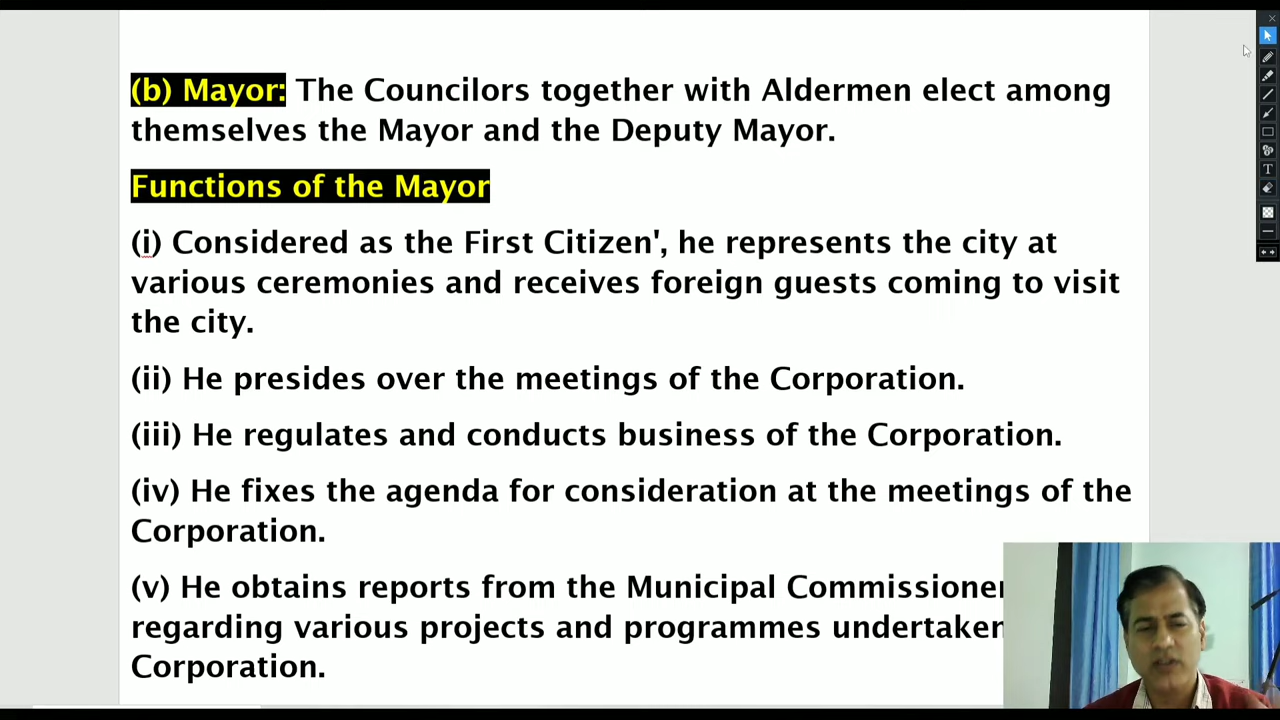 (b) Mayor: The Councilors together with Aldermen elect among
themselves the Mayor and the Deputy Mayor.
Functions of the Mayor
(i) Considered as the First Citizen', he represents the city at
various ceremonies and receives foreign guests coming to visit
the city.
(ii) He presides over the meetings of the Corporation.
(iii) He regulates and conducts business of the Corporation.
(iv) He fixes the agenda for consideration at the meetings of the
Corporation.
(v) He obtains reports from the Municipal Commissioner
regarding various projects and programmes undertaken
Corporation.